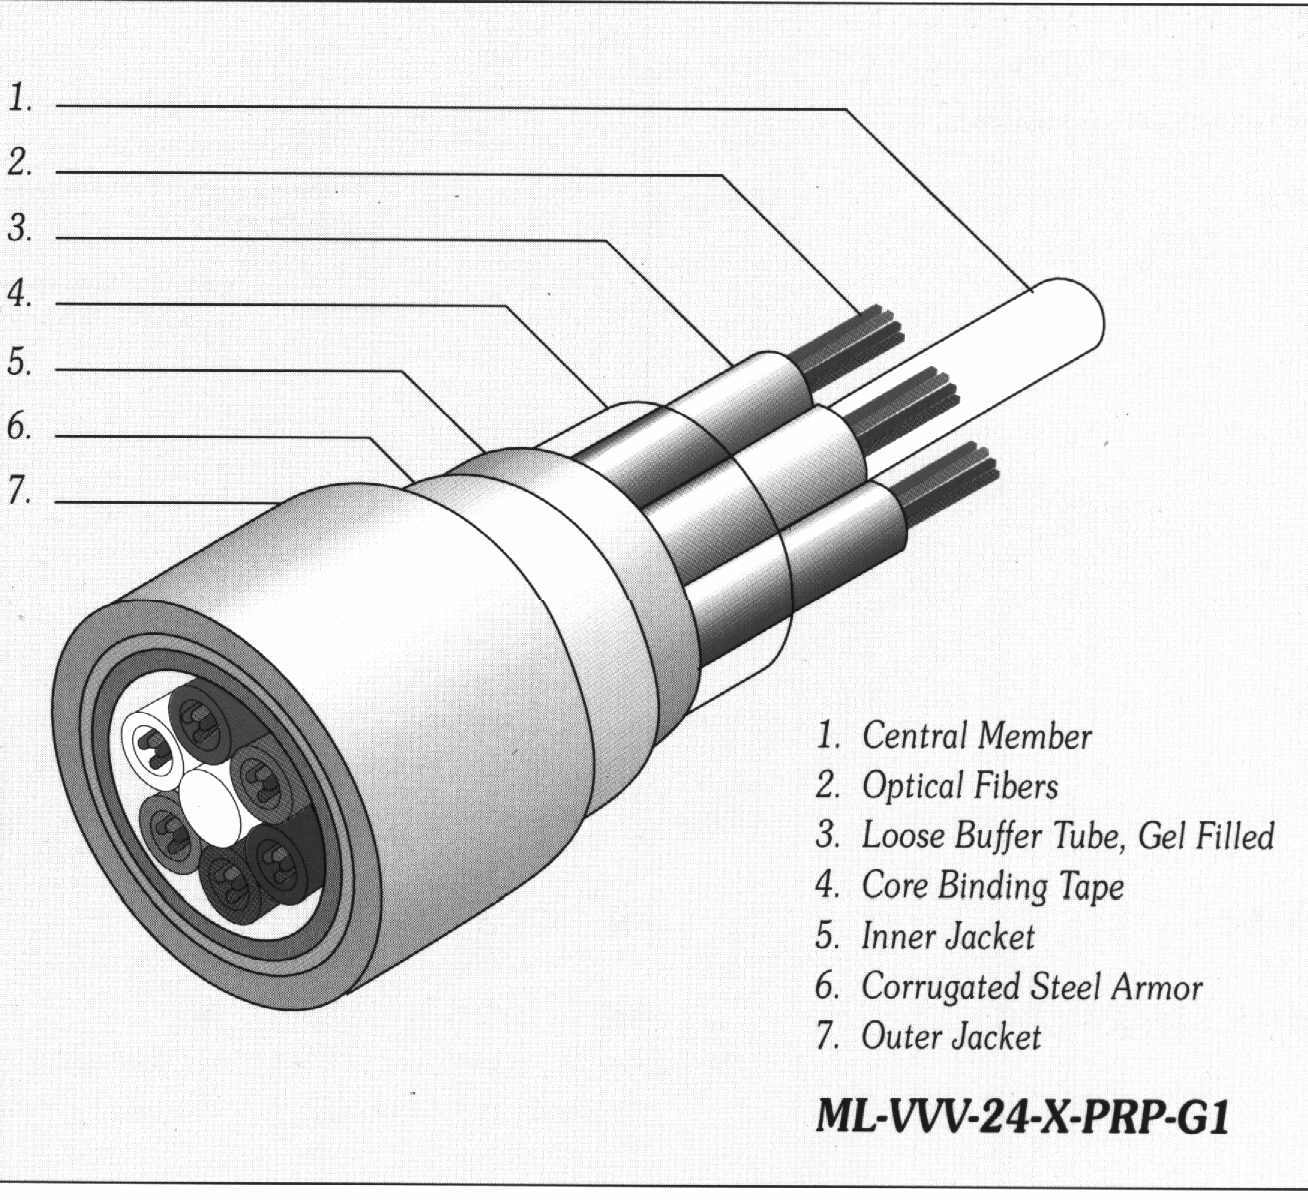 1.
2.
3.
4.
5.
6.
7.
1. Central Member
2. Optical Fibers
3. Loose Buffer Tube, Gel Filled
4. Core Binding Tape
5. Inner Jacket
6. Corrugated Steel Armor
7. Outer Jacket
ML-VVV-24-X-PRP-G1